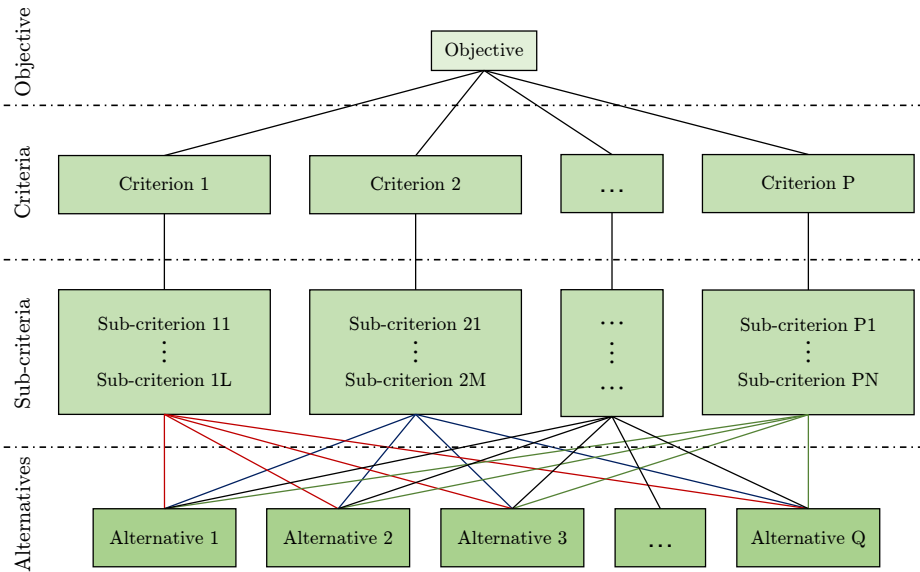 Objective
Objective
Criteria
Criterion 1
Criterion 2
...
Criterion P
Sub-criteria
Sub-criterion 11
⋮
Sub-criterion 1L
Sub-criterion 21
⋮
Sub-criterion 2M
...
⋮
...
Sub-criterion P1
⋮
Sub-criterion PN
Alternatives
Alternative 1
Alternative 2
Alternative 3
...
Alternative Q